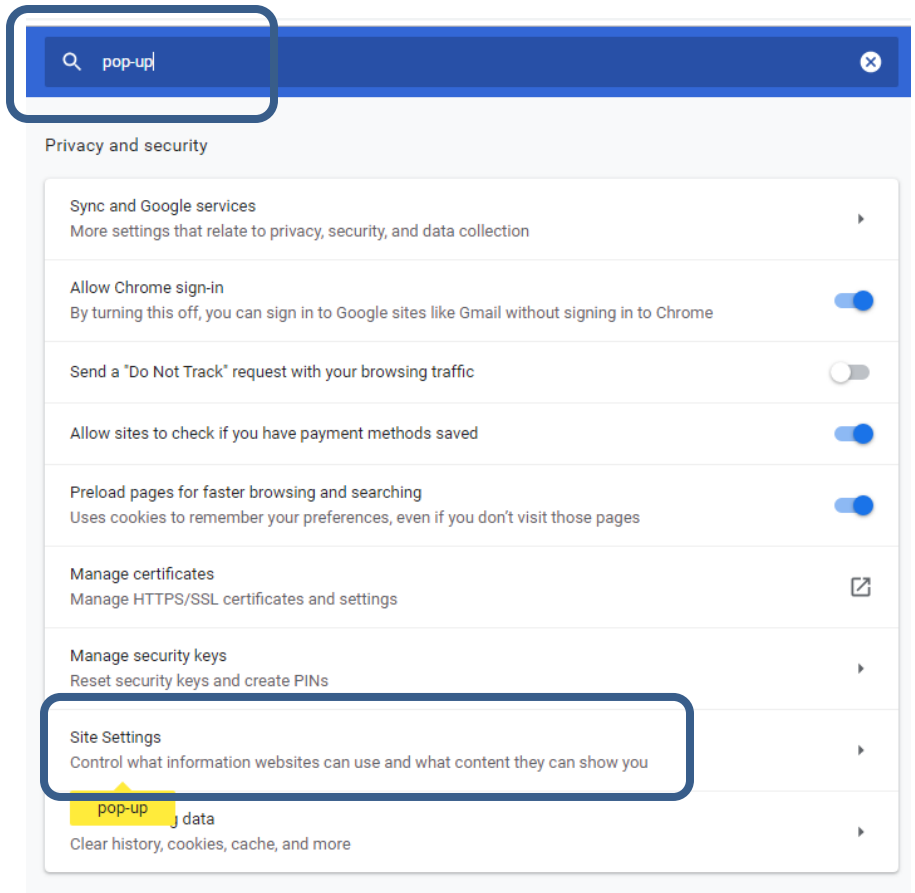 pop-up
Privacy and security
Sync and Google services
More settings that relate to privacy, security, and data collection
Allow Chrome sign-in
By turning this off, you can sign in to Google sites like Gmail without signing in to Chrome
Send a "Do Not Track" request with your browsing traffic
Allow sites to check if you have payment methods saved
Preload pages for faster browsing and searching
Uses cookies to remember your preferences, even if you don't visit those pages
Manage certificates
Manage HTTPS/SSL certificates and settings
Manage security keys
Reset security keys and create PINs
Site Settings
Control what information websites can use and what content they can show you
pop-up
data
Clear history, cookies, cache, and more